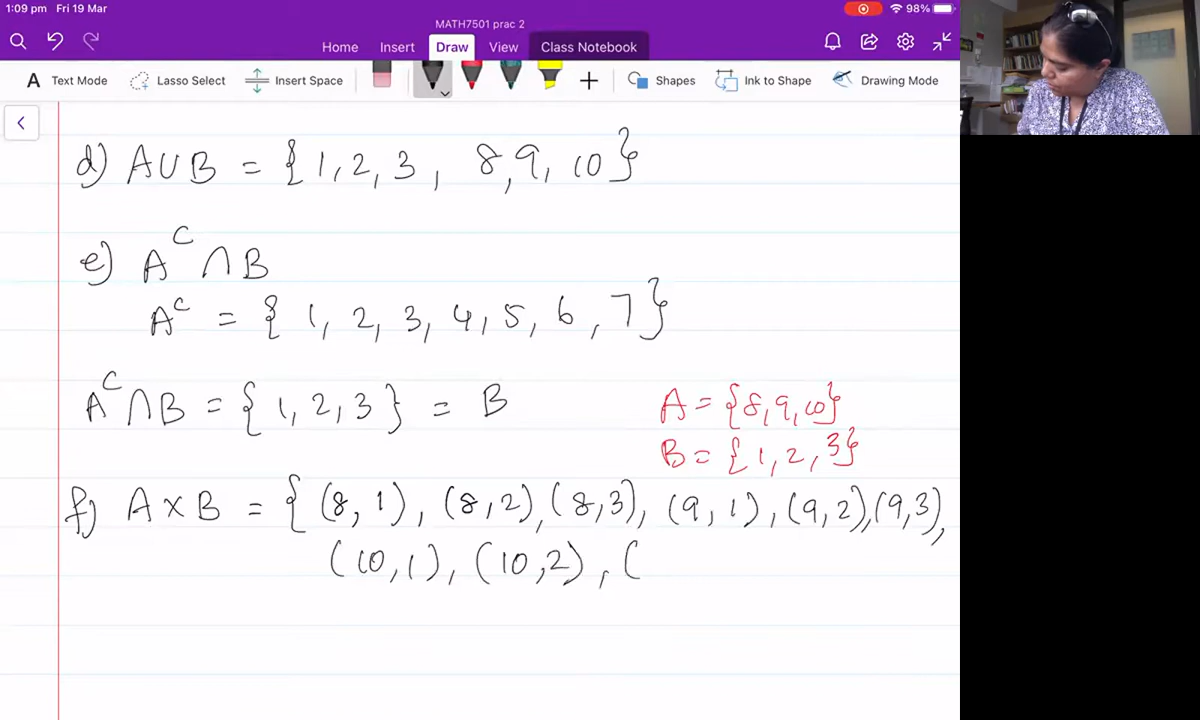 1:09 pm Fri 19 Mar
98%
MATH7501 prac 2
Home Insert Draw View Class Notebook
A Text Mode Lasso Select Insert Space Shapes Ink to Shape Drawing Mode
d) A∪B = {1, 2, 3, 8, 9, 10}
e) A^C ∩ B
A^C = {1, 2, 3, 4, 5, 6, 7}
A^C ∩ B = {1, 2, 3} = B
A = {8, 9, 10}
B = {1, 2, 3}
f) A × B = { (8, 1), (8, 2), (8, 3), (9, 1), (9, 2), (9, 3),
(10, 1), (10, 2), (